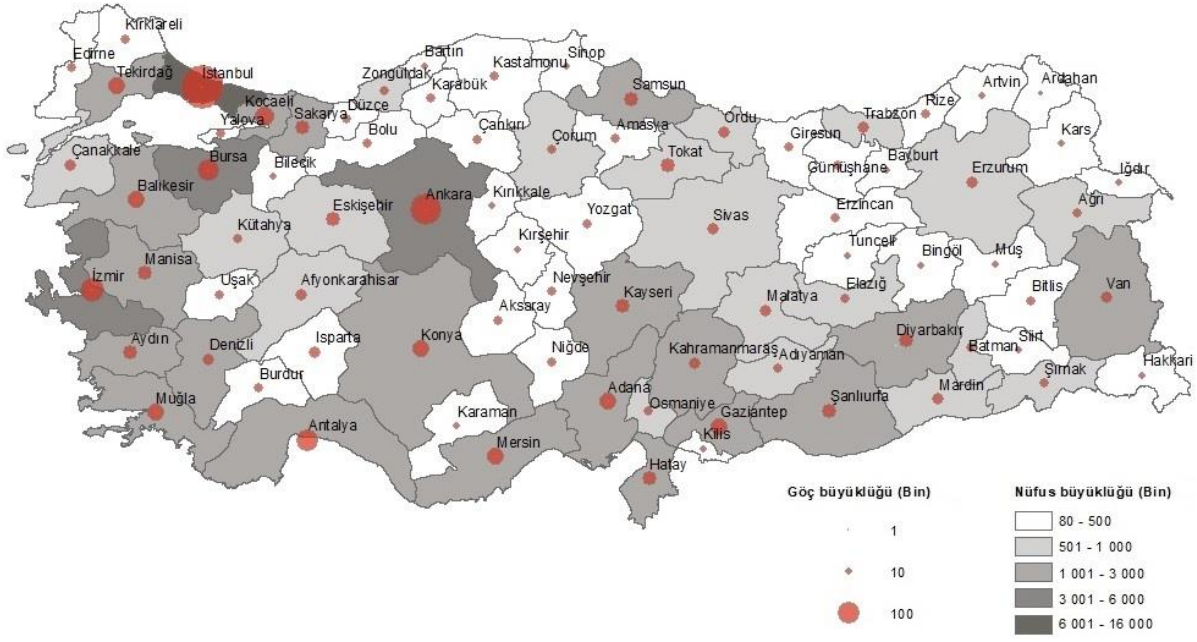 Kırklareli
Edirne
Tekirdağ
İstanbul
Kocaeli
Yalova
Sakarya
Düzce
Zonguldak
Bartın
Karabük
Kastamonu
Sinop
Samsun
Bolu
Çankırı
Çorum
Amasya
Ordu
Tokat
Giresun
Trabzon
Rize
Artvin
Ardahan
Kars
Gümüşhane
Bayburt
Erzurum
Iğdır
Ağrı
Çanakkale
Balıkesir
Bursa
Bilecik
Eskişehir
Ankara
Kırıkkale
Yozgat
Sivas
Erzincan
Tunceli
Bingöl
Muş
Kütahya
Kırşehir
Nevşehir
İzmir
Manisa
Uşak
Afyonkarahisar
Aksaray
Kayseri
Malatya
Elazığ
Bitlis
Van
Aydın
Denizli
Isparta
Konya
Niğde
Kahramanmaraş
Adıyaman
Diyarbakır
Batman
Siirt
Şırnak
Hakkari
Burdur
Muğla
Antalya
Karaman
Mersin
Adana
Osmaniye
Gaziantep
Kilis
Şanlıurfa
Mardin
Hatay
Göç büyüklüğü (Bin)
1
10
100
Nüfus büyüklüğü (Bin)
80 - 500
501 - 1 000
1 001 - 3 000
3 001 - 6 000
6 001 - 16 000